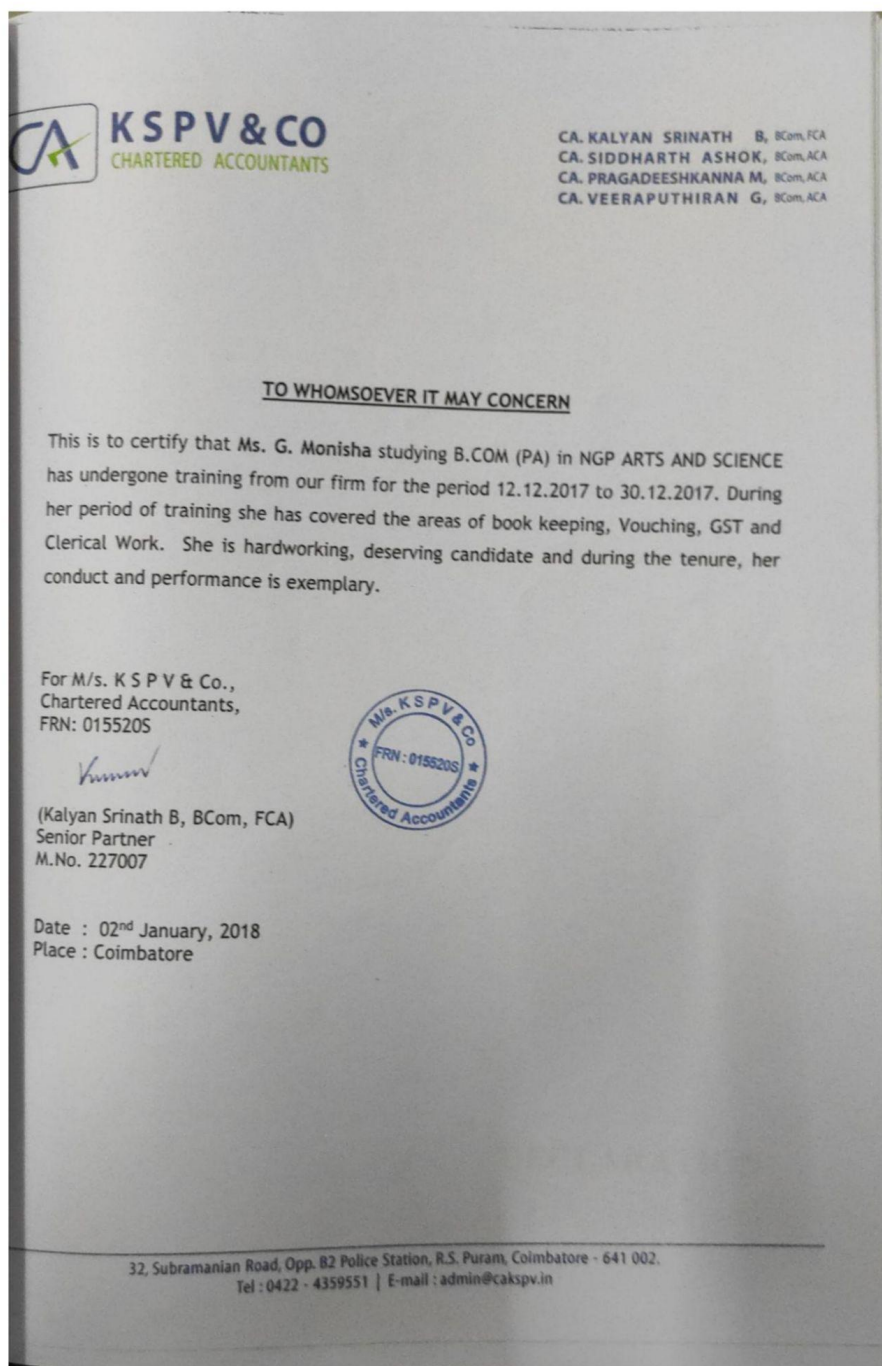 CA
KSPV & CO
CHARTERED ACCOUNTANTS
CA. KALYAN SRINATH B, BCom, FCA
CA. SIDDHARTH ASHOK, BCom, ACA
CA. PRAGADEESHKANNA M, BCom, ACA
CA. VEERAPUTHIRAN G, BCom, ACA
TO WHOMSOEVER IT MAY CONCERN
This is to certify that Ms. G. Monisha studying B.COM (PA) in NGP ARTS AND SCIENCE
has undergone training from our firm for the period 12.12.2017 to 30.12.2017. During
her period of training she has covered the areas of book keeping, Vouching, GST and
Clerical Work. She is hardworking, deserving candidate and during the tenure, her
conduct and performance is exemplary.
For M/s. K S P V & Co.,
Chartered Accountants,
FRN: 015520S
M/s. K S P V & Co
FRN : 015520S
★ Chartered Accountants ★
(Kalyan Srinath B, BCom, FCA)
Senior Partner
M.No. 227007
Date : 02nd January, 2018
Place : Coimbatore
32, Subramanian Road, Opp. B2 Police Station, R.S. Puram, Coimbatore - 641 002.
Tel : 0422 - 4359551 | E-mail : admin@cakspv.in